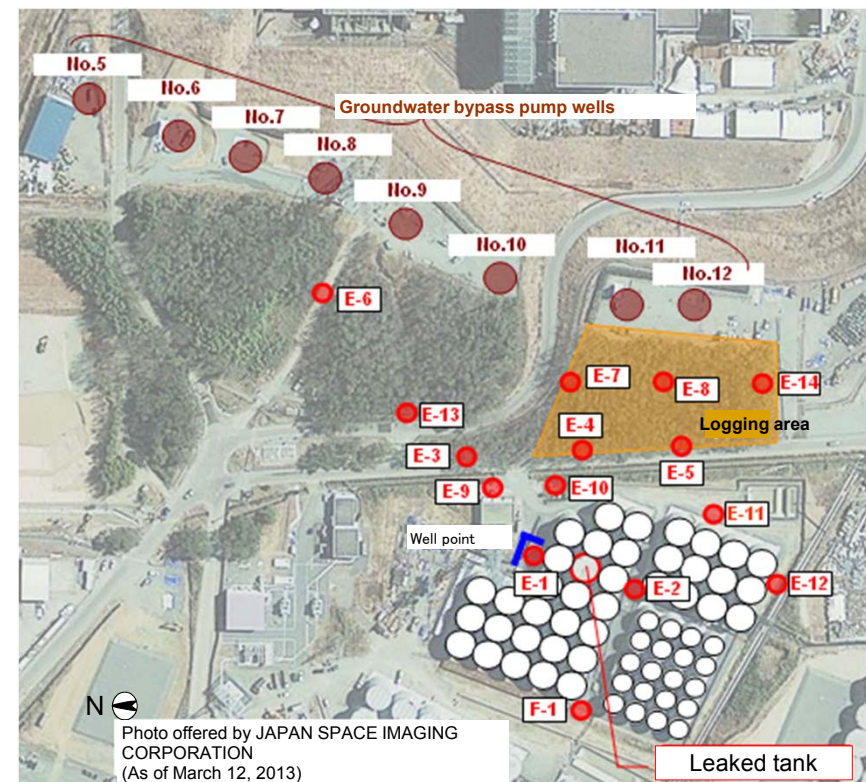 No.5
No.6
No.7
Groundwater bypass pump wells
No.8
No.9
No.10
No.11
No.12
E-6
E-7
E-8
E-14
E-13
E-4
Logging area
E-3
E-5
E-9
E-10
E-11
Well point
E-1
E-2
E-12
F-1
N
Photo offered by JAPAN SPACE IMAGING
CORPORATION
(As of March 12, 2013)
Leaked tank